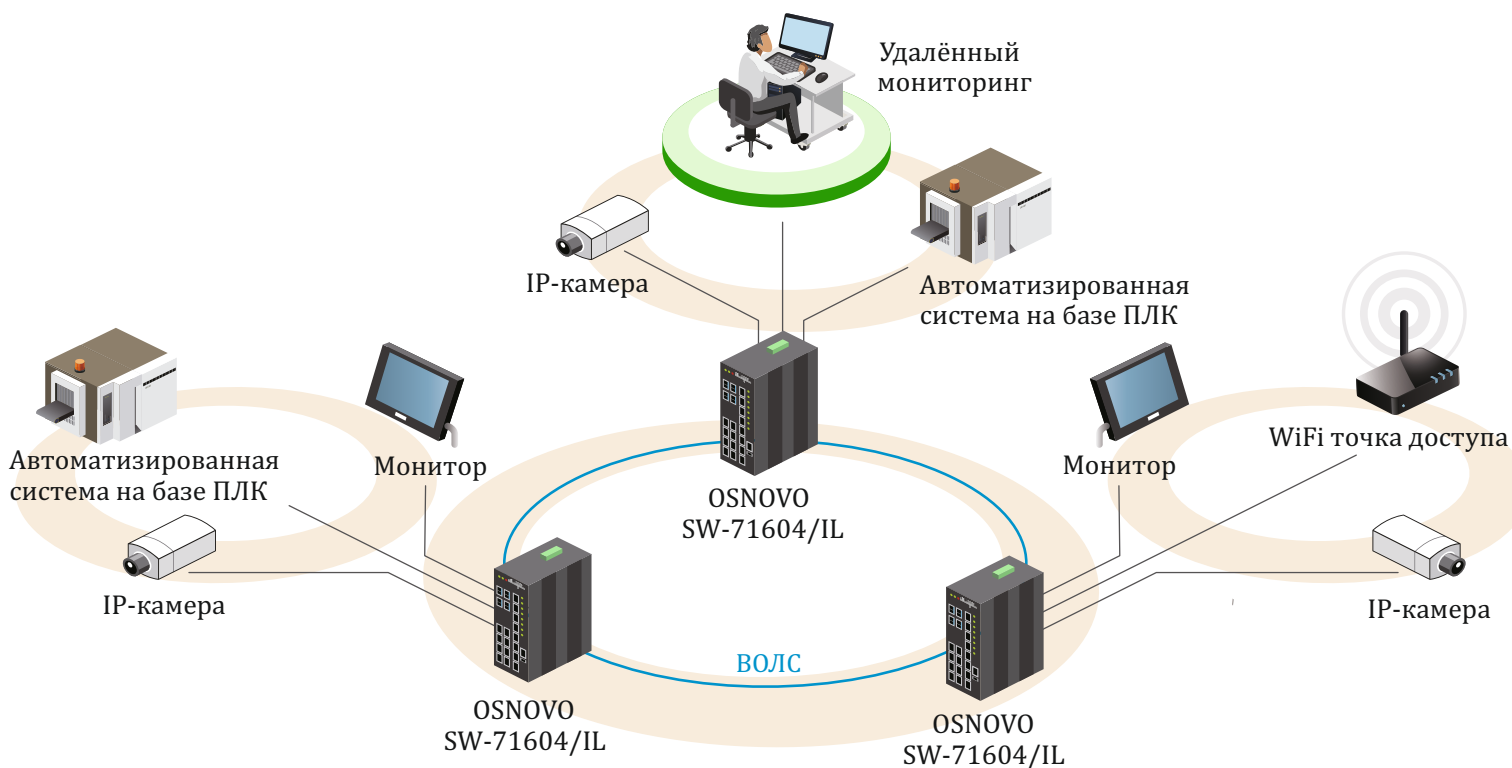 Удалённый
мониторинг
IP-камера
Автоматизированная
система на базе ПЛК
Автоматизированная
система на базе ПЛК
Монитор
Монитор
WiFi точка доступа
OSNOVO
SW-71604/IL
IP-камера
IP-камера
ВОЛС
OSNOVO
SW-71604/IL
OSNOVO
SW-71604/IL